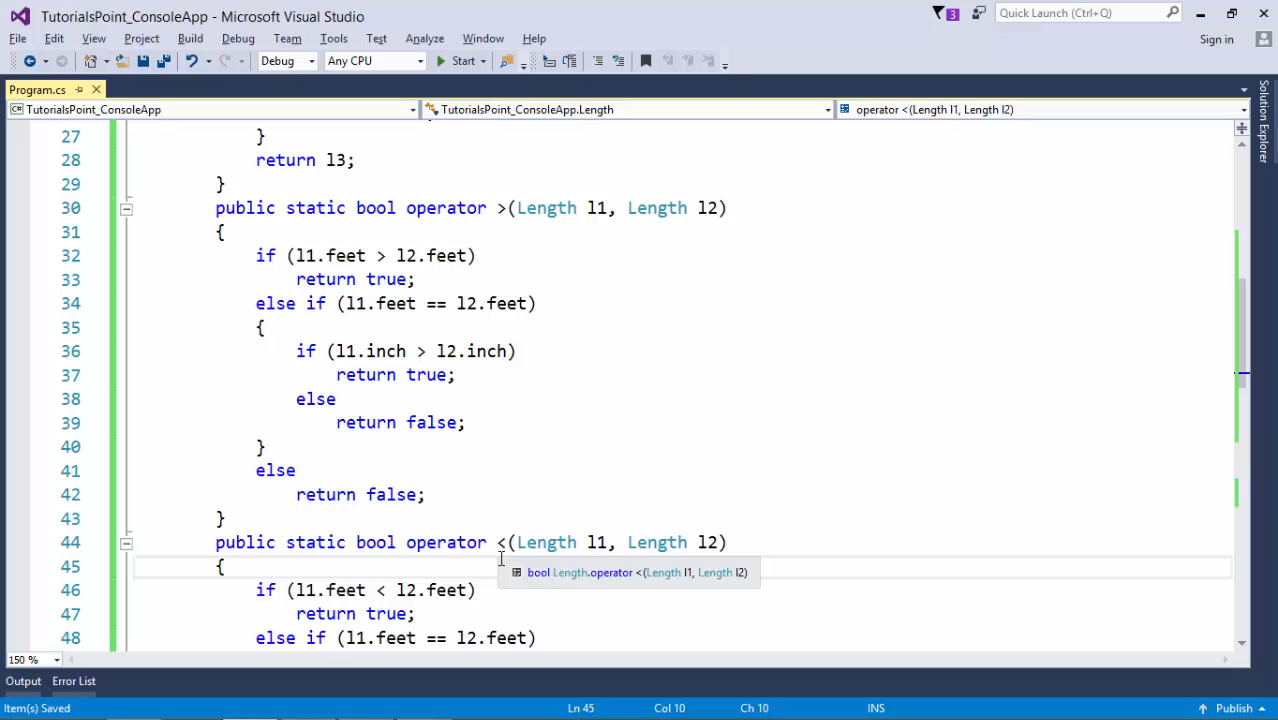 TutorialsPoint_ConsoleApp - Microsoft Visual Studio
3
Quick Launch (Ctrl+Q)
File Edit View Project Build Debug Team Tools Test Analyze Window Help
Sign in
Debug Any CPU Start
Program.cs
TutorialsPoint_ConsoleApp TutorialsPoint_ConsoleApp.Length operator <(Length l1, Length l2)
Solution Explorer
27 }
28 return l3;
29 }
30 public static bool operator >(Length l1, Length l2)
31 {
32 if (l1.feet > l2.feet)
33 return true;
34 else if (l1.feet == l2.feet)
35 {
36 if (l1.inch > l2.inch)
37 return true;
38 else
39 return false;
40 }
41 else
42 return false;
43 }
44 public static bool operator <(Length l1, Length l2)
45 {
bool Length.operator <(Length l1, Length l2)
46 if (l1.feet < l2.feet)
47 return true;
48 else if (l1.feet == l2.feet)
150 %
Output Error List
Item(s) Saved Ln 45 Col 10 Ch 10 INS Publish